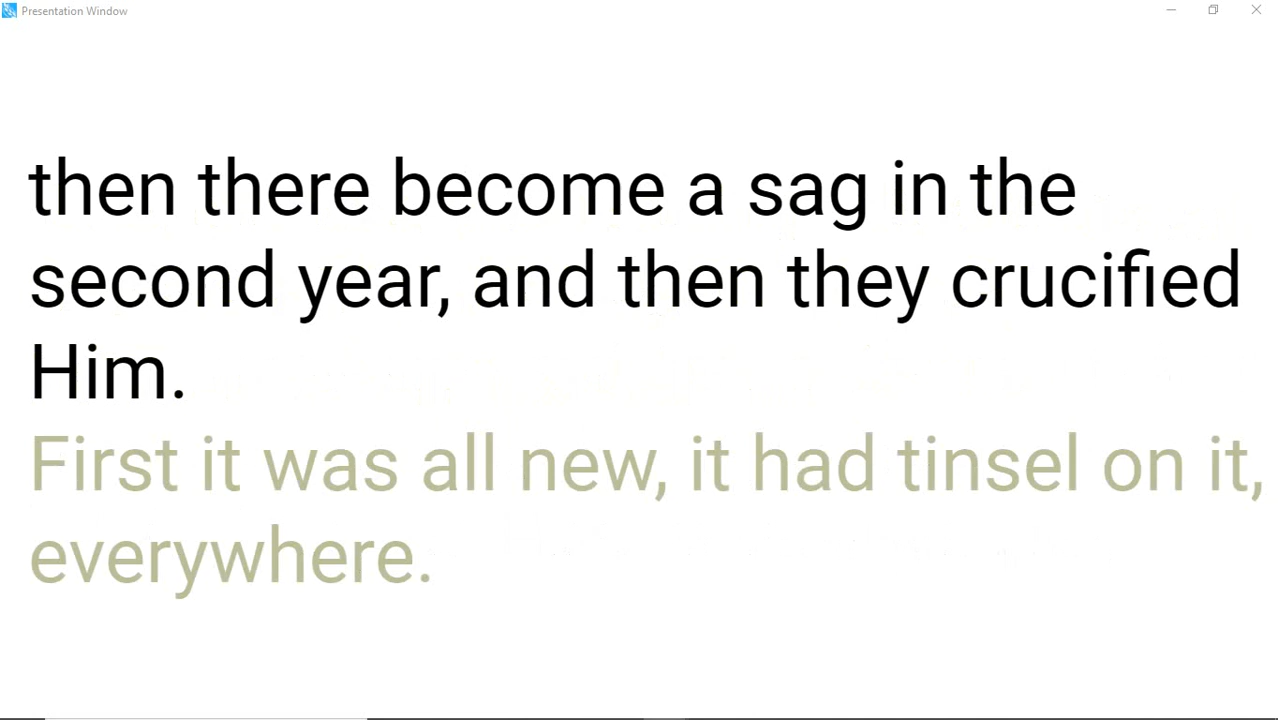 Presentation Window
then there become a sag in the
second year, and then they crucified
Him.
First it was all new, it had tinsel on it,
everywhere.